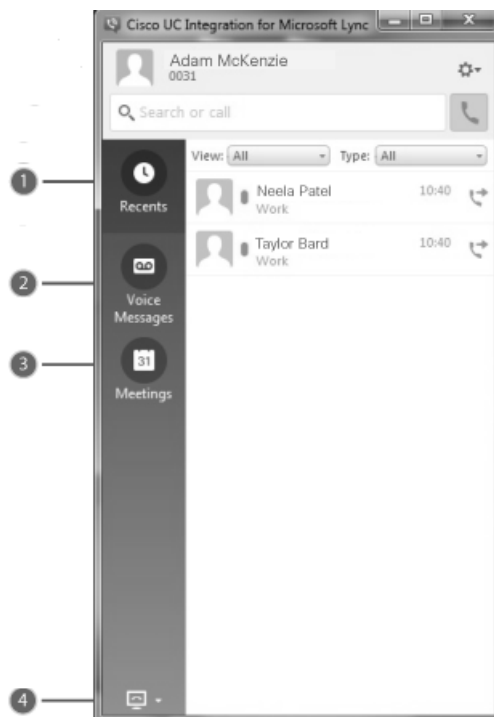 Cisco UC Integration for Microsoft Lync
Adam McKenzie
0031
Search or call
View: All Type: All
1
Recents
Neela Patel 10:40
Work
Taylor Bard 10:40
Work
2
Voice
Messages
3
31
Meetings
4